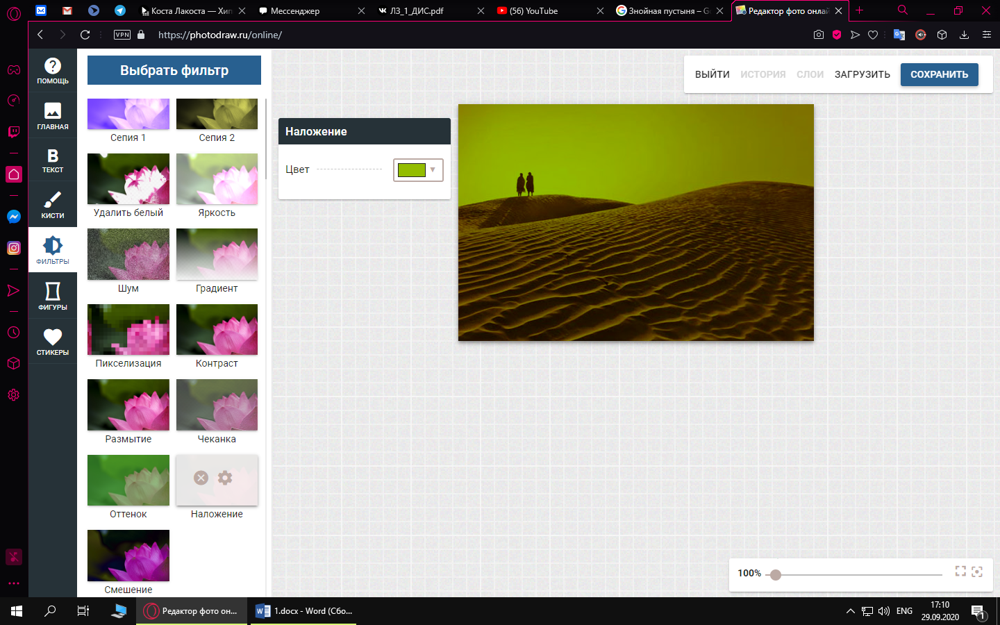 Коста Лакоста — Хип
Мессенджер
ЛЗ_1_ДИС.pdf
(56) YouTube
Знойная пустыня – Go
Редактор фото онлай
VPN
https://photodraw.ru/online/
ПОМОЩЬ
ГЛАВНАЯ
B
ТЕКСТ
КИСТИ
ФИЛЬТРЫ
ФИГУРЫ
СТИКЕРЫ
Выбрать фильтр
Сепия 1
Сепия 2
Удалить белый
Яркость
Шум
Градиент
Пикселизация
Контраст
Размытие
Чеканка
Оттенок
Наложение
Смешение
Наложение
Цвет
ВЫЙТИ
ИСТОРИЯ
СЛОИ
ЗАГРУЗИТЬ
СОХРАНИТЬ
100%
Редактор фото он...
1.docx - Word (Сбо...
ENG
17:10
29.09.2020
1